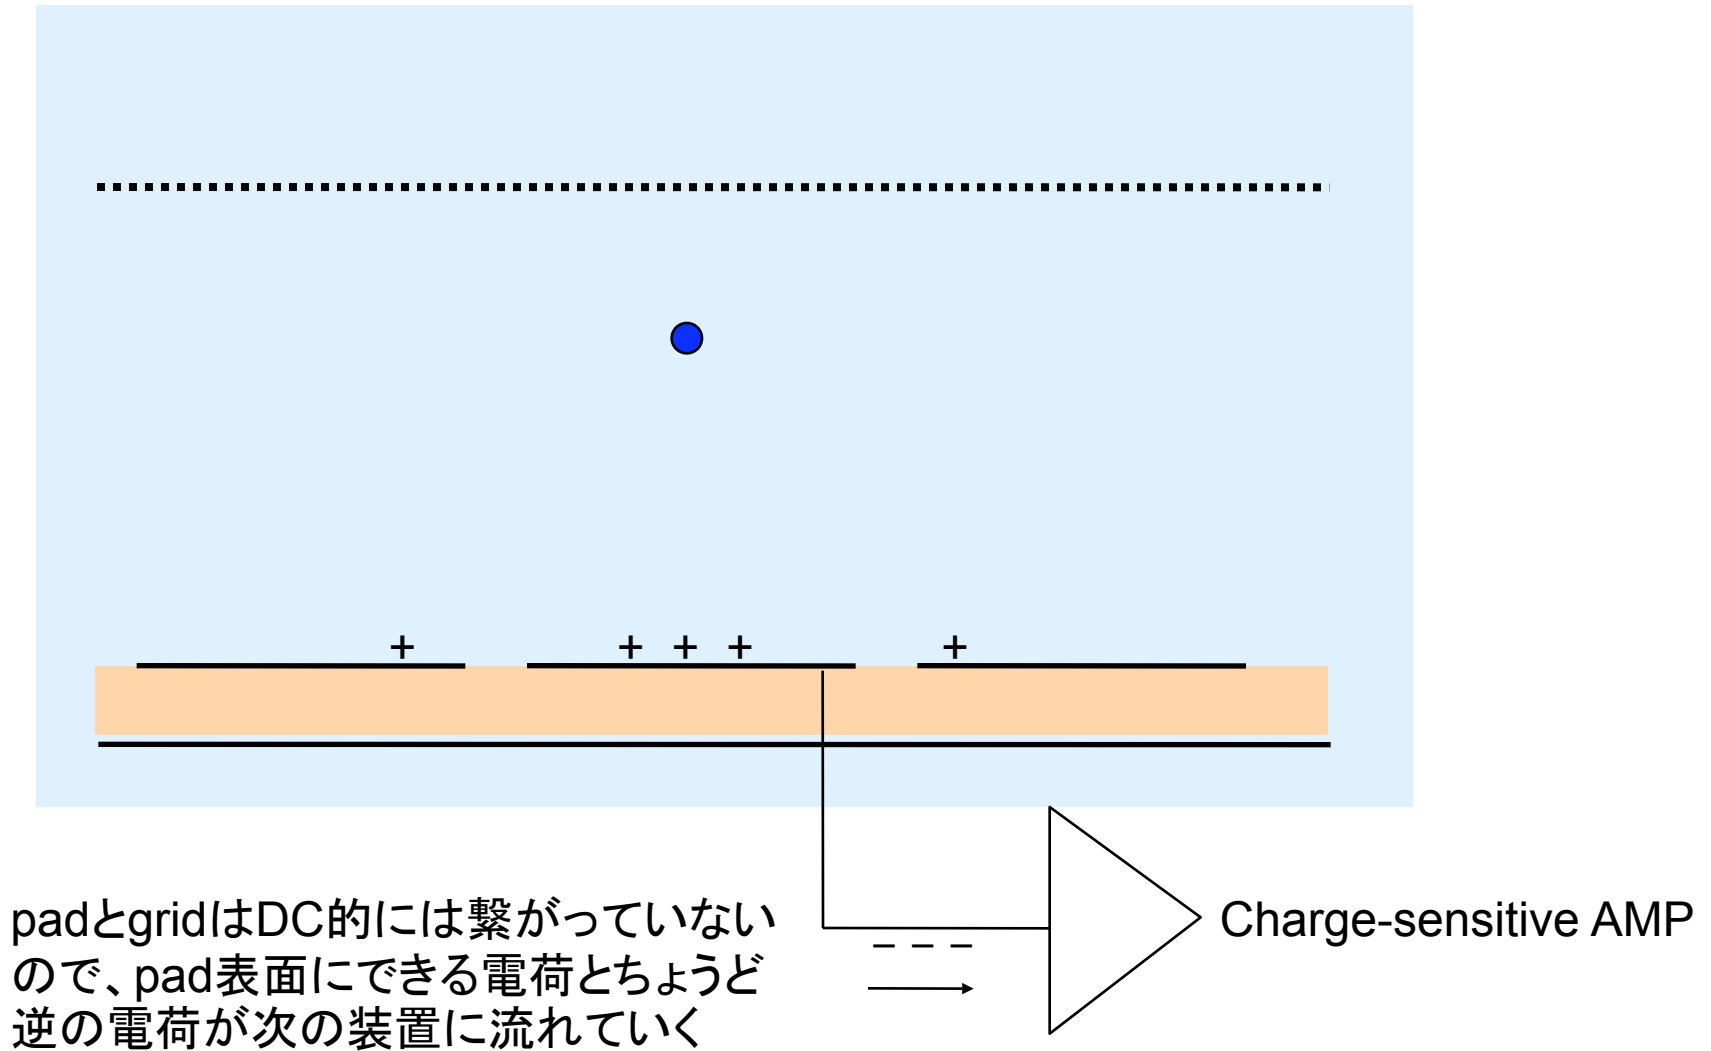 + + + + +
Charge-sensitive AMP
padとgridはDC的には繋がっていない
ので、pad表面にできる電荷とちょうど
逆の電荷が次の装置に流れていく